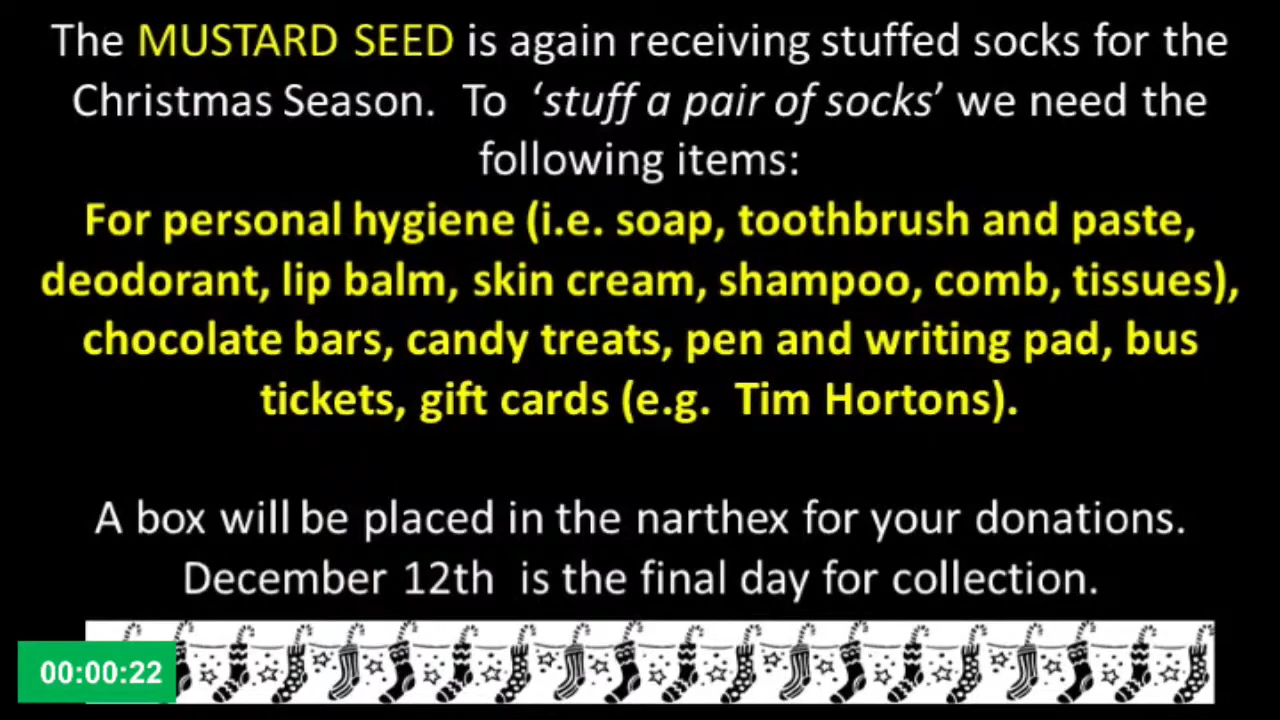 The MUSTARD SEED is again receiving stuffed socks for the
Christmas Season.  To  ‘stuff a pair of socks’ we need the
following items:
For personal hygiene (i.e. soap, toothbrush and paste,
deodorant, lip balm, skin cream, shampoo, comb, tissues),
chocolate bars, candy treats, pen and writing pad, bus
tickets, gift cards (e.g.  Tim Hortons).
A box will be placed in the narthex for your donations.
December 12th  is the final day for collection.
00:00:22